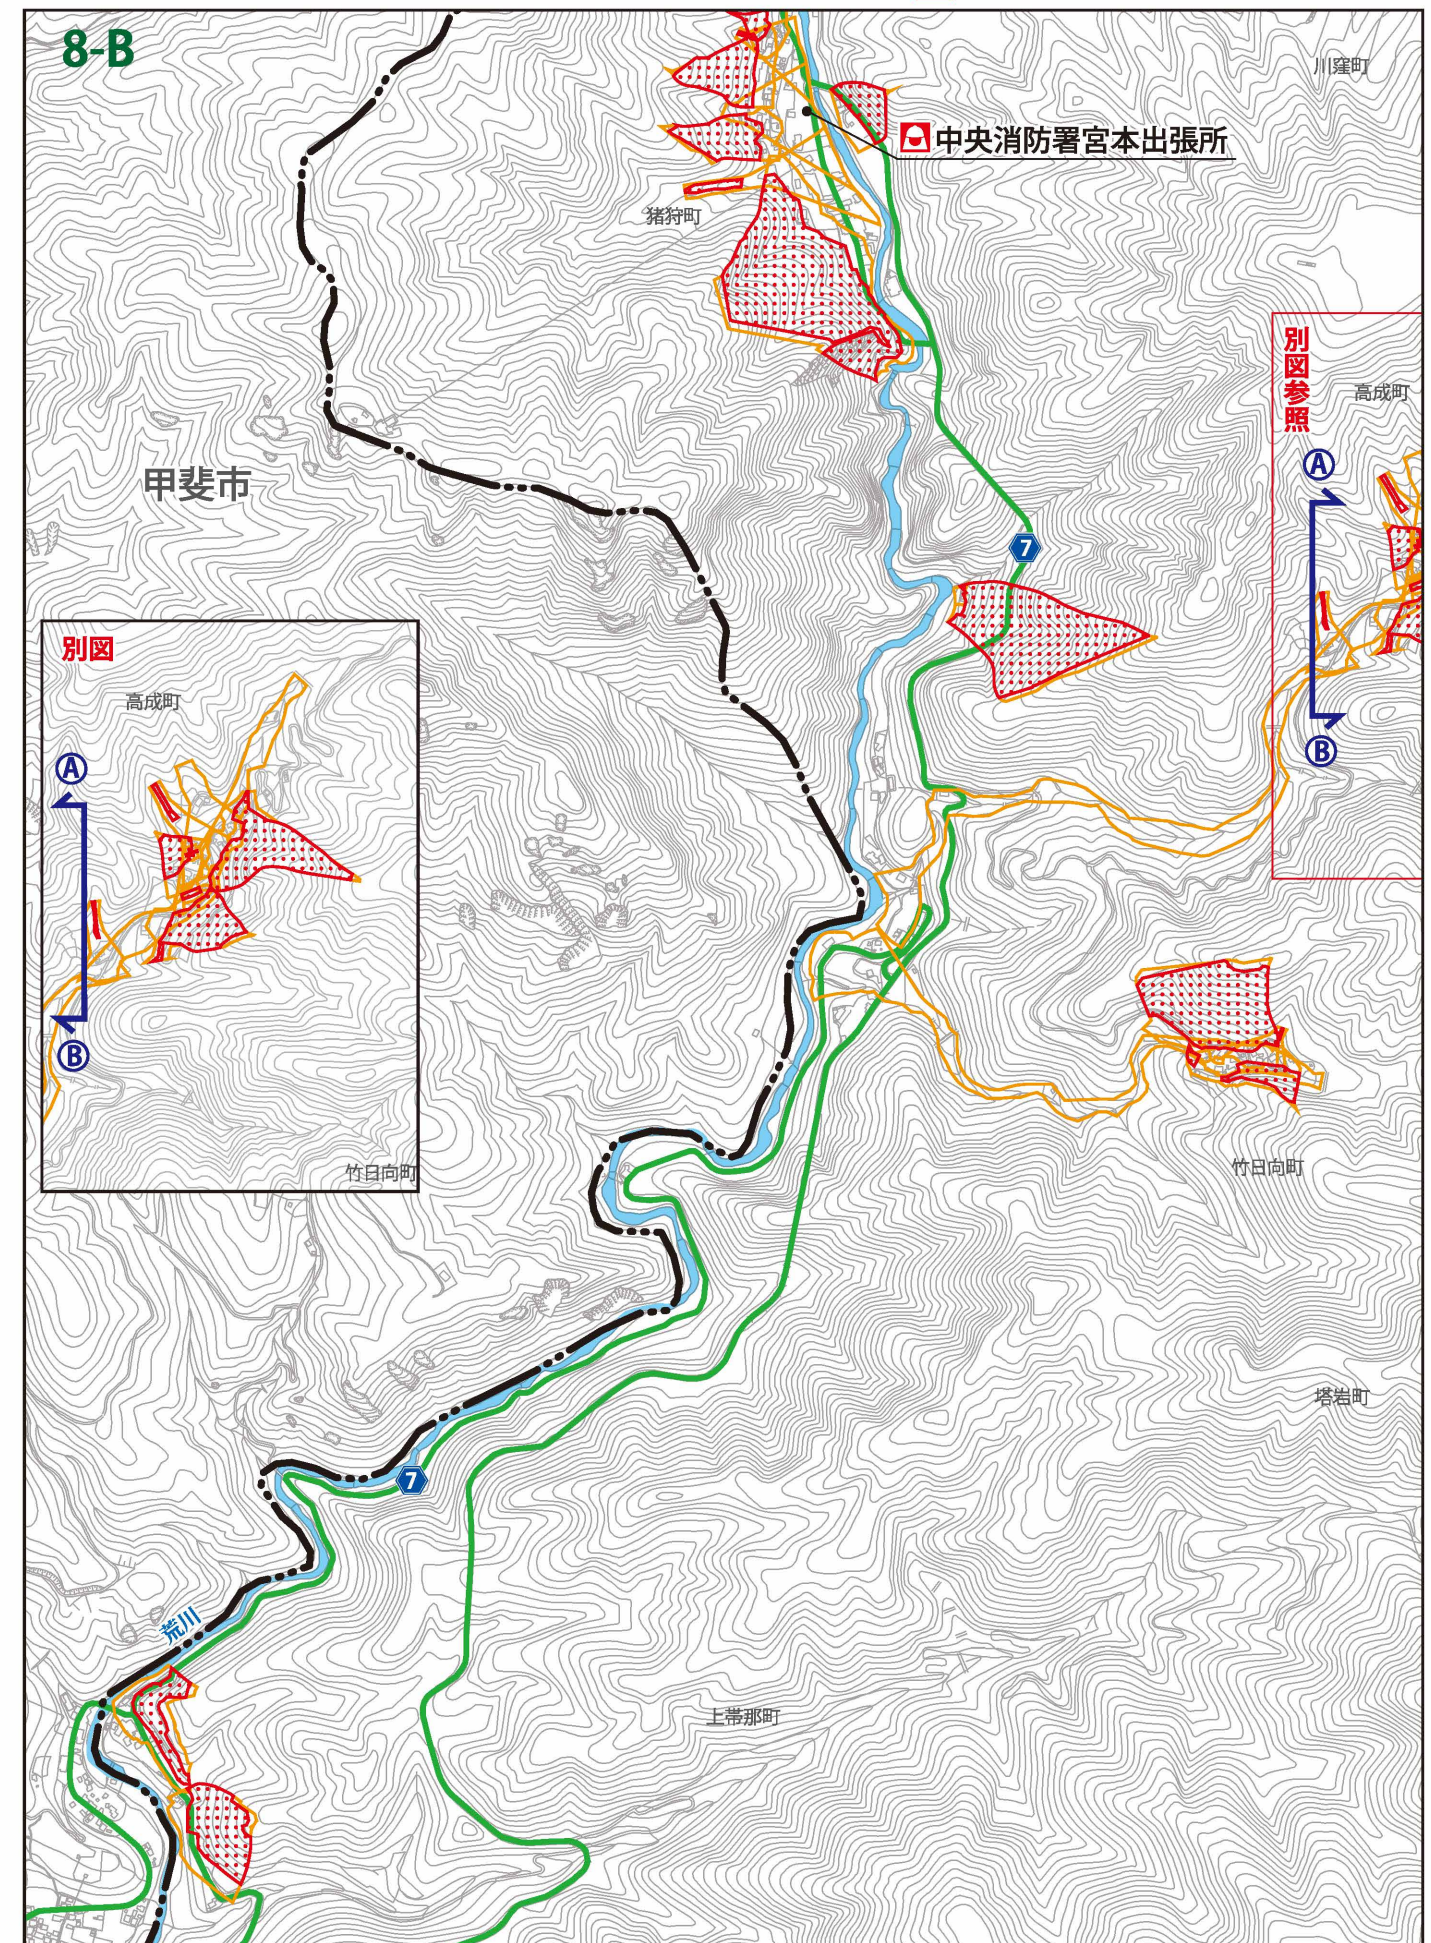 8-B
川窪町
中央消防署宮本出張所
猪狩町
別図参照
高成町
A
甲斐市
7
別図
高成町
B
A
B
竹日向町
竹日向町
塔岩町
7
荒川
上帯那町